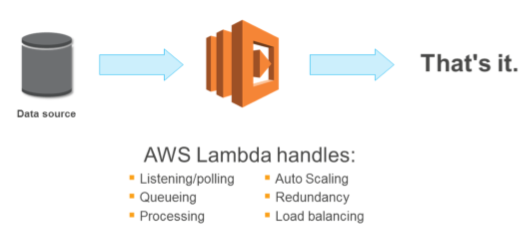 That's it.
Data source
AWS Lambda handles:
Listening/polling
Queueing
Processing
Auto Scaling
Redundancy
Load balancing